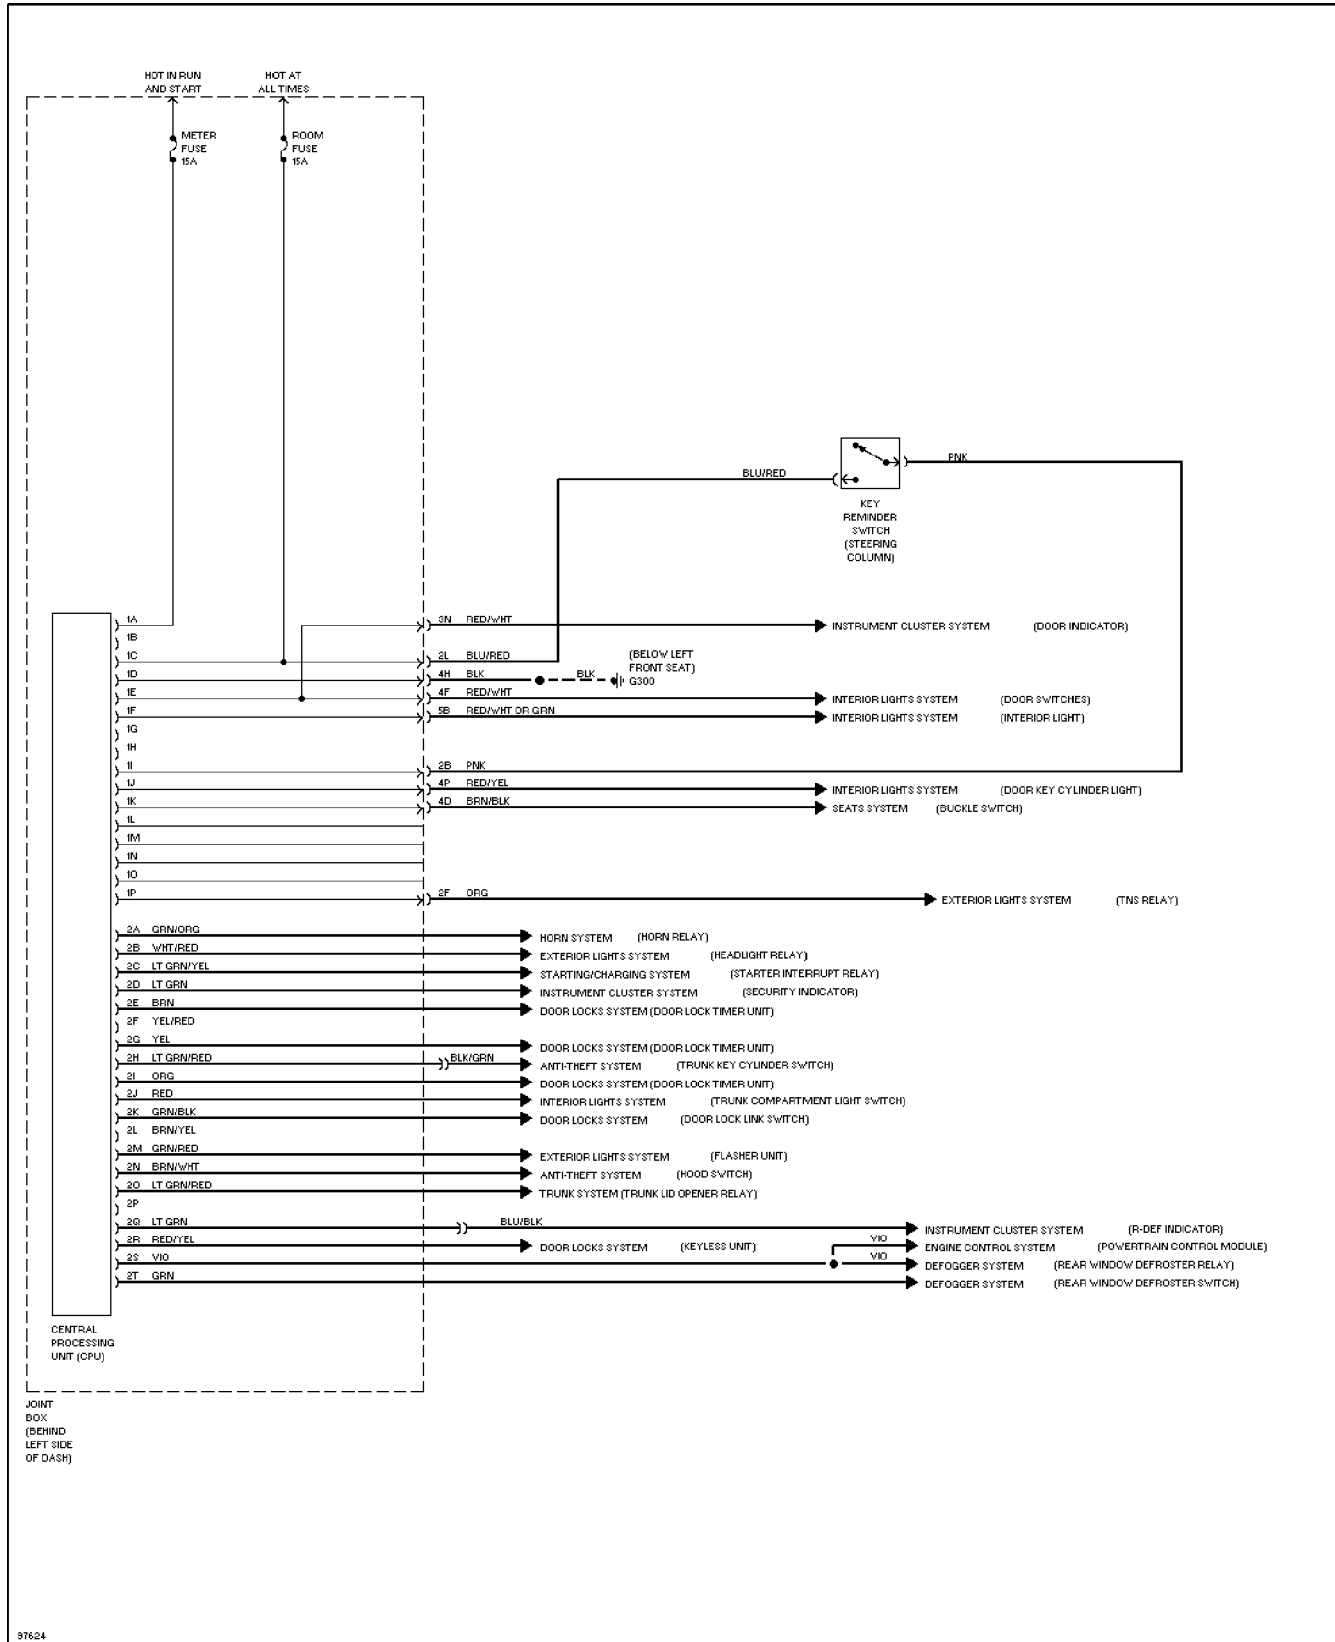 HOT IN RUN
AND START
HOT AT
ALL TIMES
METER
FUSE
15A
ROOM
FUSE
15A
BLU/RED
PNK
KEY
REMINDER
SWITCH
(STEERING
COLUMN)
1A
3N RED/WHT
INSTRUMENT CLUSTER SYSTEM (DOOR INDICATOR)
1B
1C
2L BLU/RED
(BELOW LEFT
FRONT SEAT)
G300
1D
4H BLK
BLK
1E
4F RED/WHT
INTERIOR LIGHTS SYSTEM (DOOR SWITCHES)
1F
5B RED/WHT OR GRN
INTERIOR LIGHTS SYSTEM (INTERIOR LIGHT)
1G
1H
1I
2B PNK
1J
4P RED/YEL
INTERIOR LIGHTS SYSTEM (DOOR KEY CYLINDER LIGHT)
1K
4D BRN/BLK
SEATS SYSTEM (BUCKLE SWITCH)
1L
1M
1N
1O
1P
2F ORG
EXTERIOR LIGHTS SYSTEM (TNS RELAY)
2A GRN/ORG
HORN SYSTEM (HORN RELAY)
2B WHT/RED
EXTERIOR LIGHTS SYSTEM (HEADLIGHT RELAY)
2C LT GRN/YEL
STARTING/CHARGING SYSTEM (STARTER INTERRUPT RELAY)
2D LT GRN
INSTRUMENT CLUSTER SYSTEM (SECURITY INDICATOR)
2E BRN
DOOR LOCKS SYSTEM (DOOR LOCK TIMER UNIT)
2F YEL/RED
2G YEL
DOOR LOCKS SYSTEM (DOOR LOCK TIMER UNIT)
2H LT GRN/RED
BLK/GRN
ANTI-THEFT SYSTEM (TRUNK KEY CYLINDER SWITCH)
2I ORG
DOOR LOCKS SYSTEM (DOOR LOCK TIMER UNIT)
2J RED
INTERIOR LIGHTS SYSTEM (TRUNK COMPARTMENT LIGHT SWITCH)
2K GRN/BLK
DOOR LOCKS SYSTEM (DOOR LOCK LINK SWITCH)
2L BRN/YEL
2M GRN/RED
EXTERIOR LIGHTS SYSTEM (FLASHER UNIT)
2N BRN/WHT
ANTI-THEFT SYSTEM (HOOD SWITCH)
2O LT GRN/RED
TRUNK SYSTEM (TRUNK LID OPENER RELAY)
2P
2Q LT GRN
BLU/BLK
INSTRUMENT CLUSTER SYSTEM (R-DEF INDICATOR)
2R RED/YEL
DOOR LOCKS SYSTEM (KEYLESS UNIT)
VIO
ENGINE CONTROL SYSTEM (POWERTRAIN CONTROL MODULE)
2S VIO
VIO
DEFOGGER SYSTEM (REAR WINDOW DEFROSTER RELAY)
2T GRN
DEFOGGER SYSTEM (REAR WINDOW DEFROSTER SWITCH)
CENTRAL
PROCESSING
UNIT (CPU)
JOINT
BOX
(BEHIND
LEFT SIDE
OF DASH)
97624